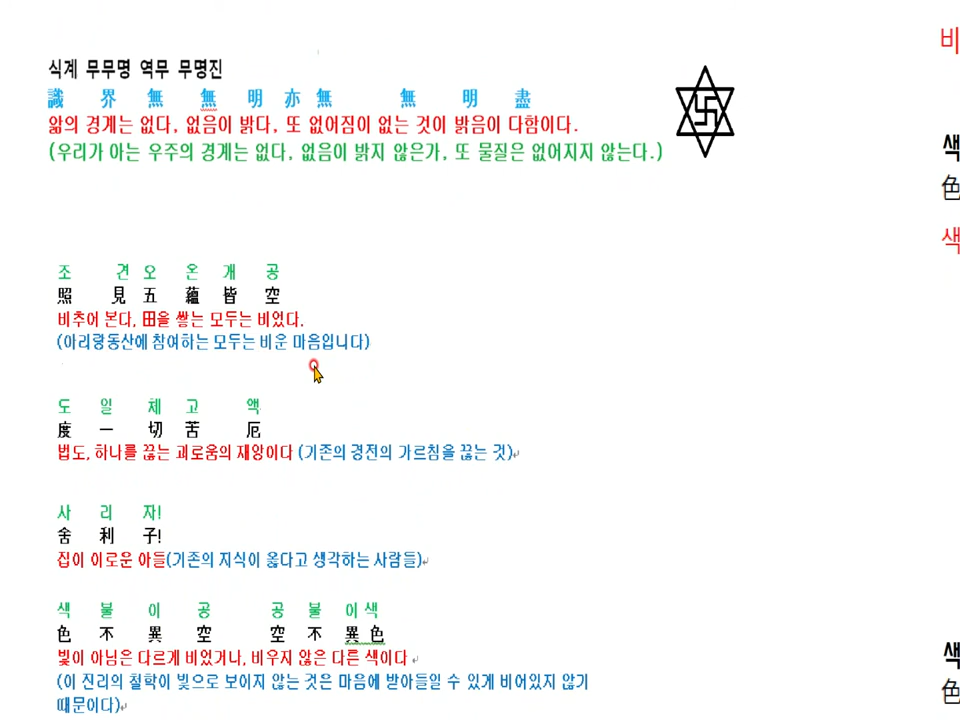 식계 무무명 역무 무명진
識 界 無 無 明 亦 無 無 明 盡
앎의 경계는 없다, 없음이 밝다, 또 없어짐이 없는 것이 밝음이 다함이다.
(우리가 아는 우주의 경계는 없다, 없음이 밝지 않은가, 또 물질은 없어지지 않는다.)
조 견 오 온 개 공
照 見 五 蘊 皆 空
비추어 본다, 田을 쌓는 모두는 비었다.
(아리랑동산에 참여하는 모두는 비운 마음입니다)
도 일 체 고 액
度 一 切 苦 厄
법도, 하나를 끊는 괴로움의 재앙이다 (기존의 경전의 가르침을 끊는 것)
사 리 자!
舍 利 子!
집이 이로운 아들(기존의 지식이 옳다고 생각하는 사람들)
색 불 이 공 공 불 이 색
色 不 異 空 空 不 異 色
빛이 아님은 다르게 비었거나, 비우지 않은 다른 색이다
(이 진리의 철학이 빛으로 보이지 않는 것은 마음에 받아들일 수 있게 비어있지 않기
때문이다)
비
색
色
색
색
色